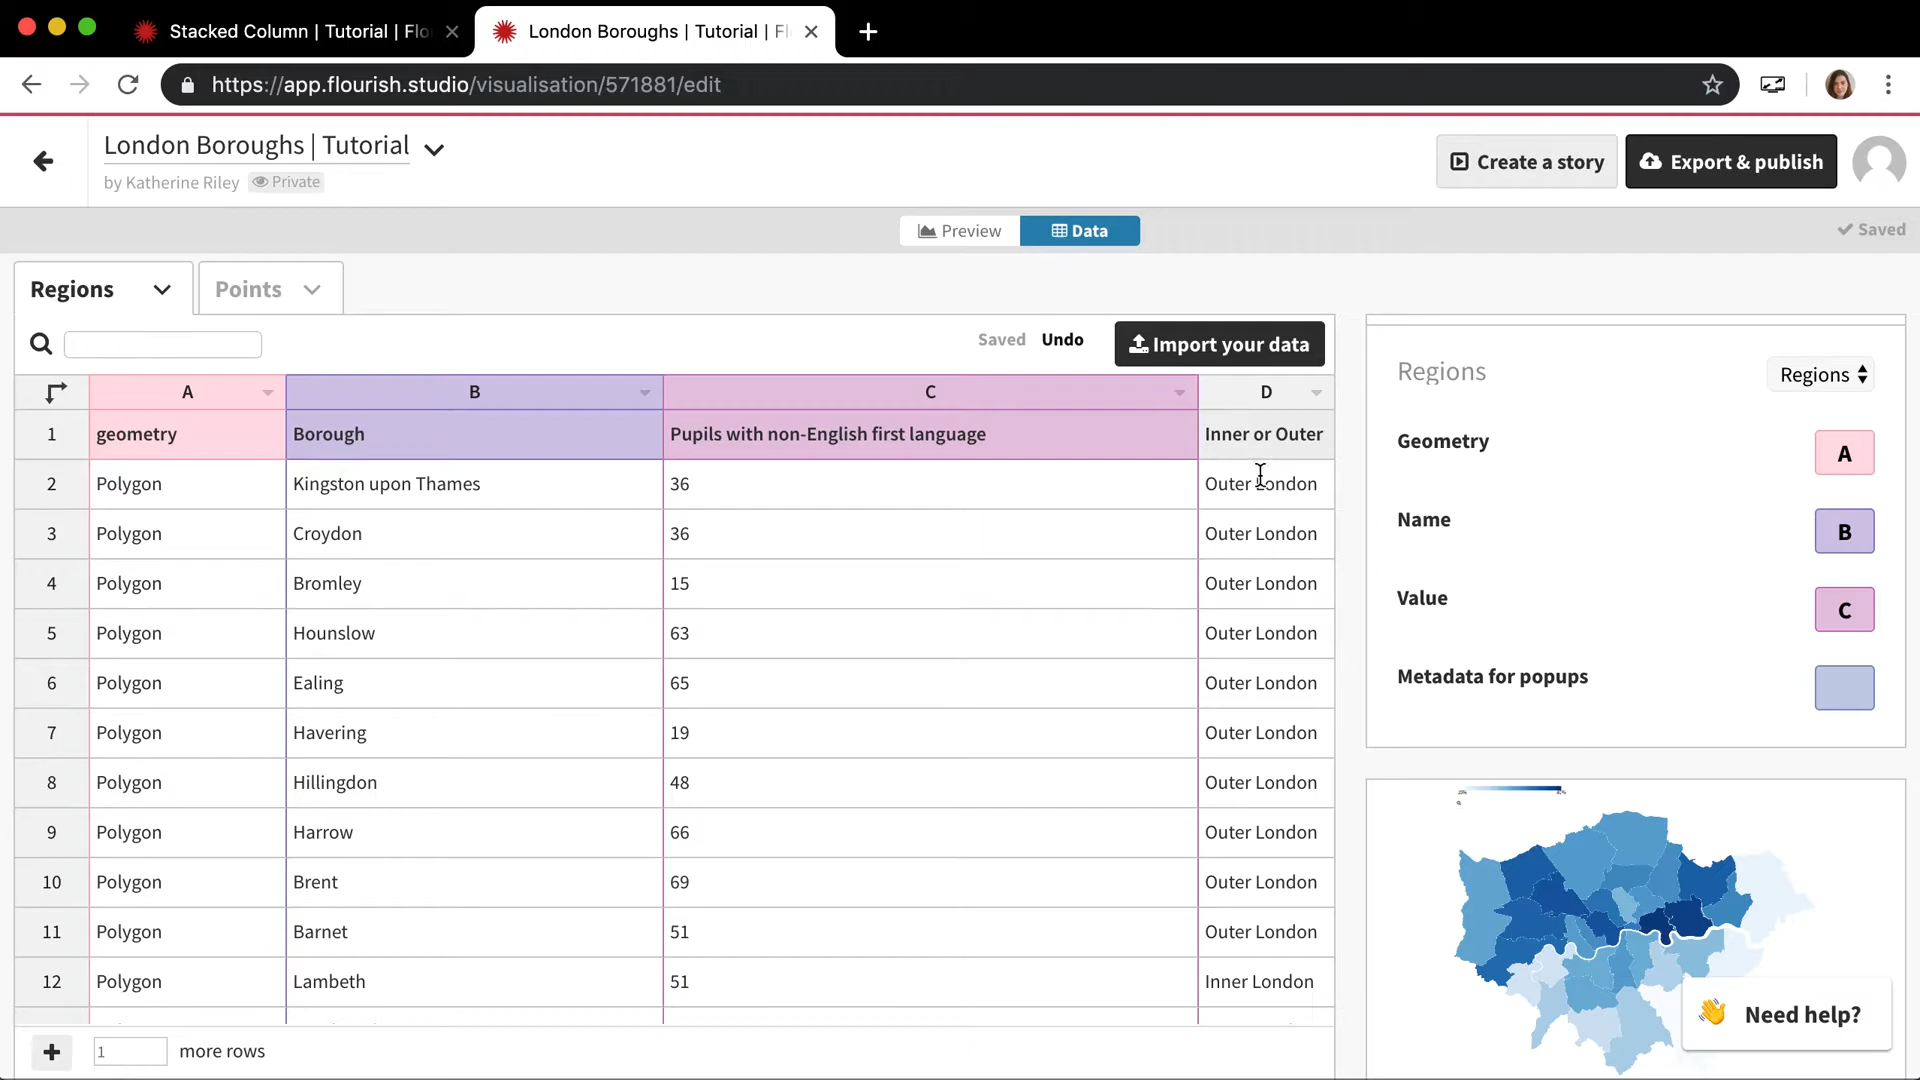 Stacked Column | Tutorial | Flo
London Boroughs | Tutorial | Fl
https://app.flourish.studio/visualisation/571881/edit
London Boroughs | Tutorial
by Katherine Riley Private
Create a story
Export & publish
Preview
Data
Saved
Regions
Points
Saved Undo
Import your data
A B C D
1 geometry Borough Pupils with non-English first language Inner or Outer
2 Polygon Kingston upon Thames 36 Outer London
3 Polygon Croydon 36 Outer London
4 Polygon Bromley 15 Outer London
5 Polygon Hounslow 63 Outer London
6 Polygon Ealing 65 Outer London
7 Polygon Havering 19 Outer London
8 Polygon Hillingdon 48 Outer London
9 Polygon Harrow 66 Outer London
10 Polygon Brent 69 Outer London
11 Polygon Barnet 51 Outer London
12 Polygon Lambeth 51 Inner London
1 more rows
Regions Regions
Geometry A
Name B
Value C
Metadata for popups
Need help?